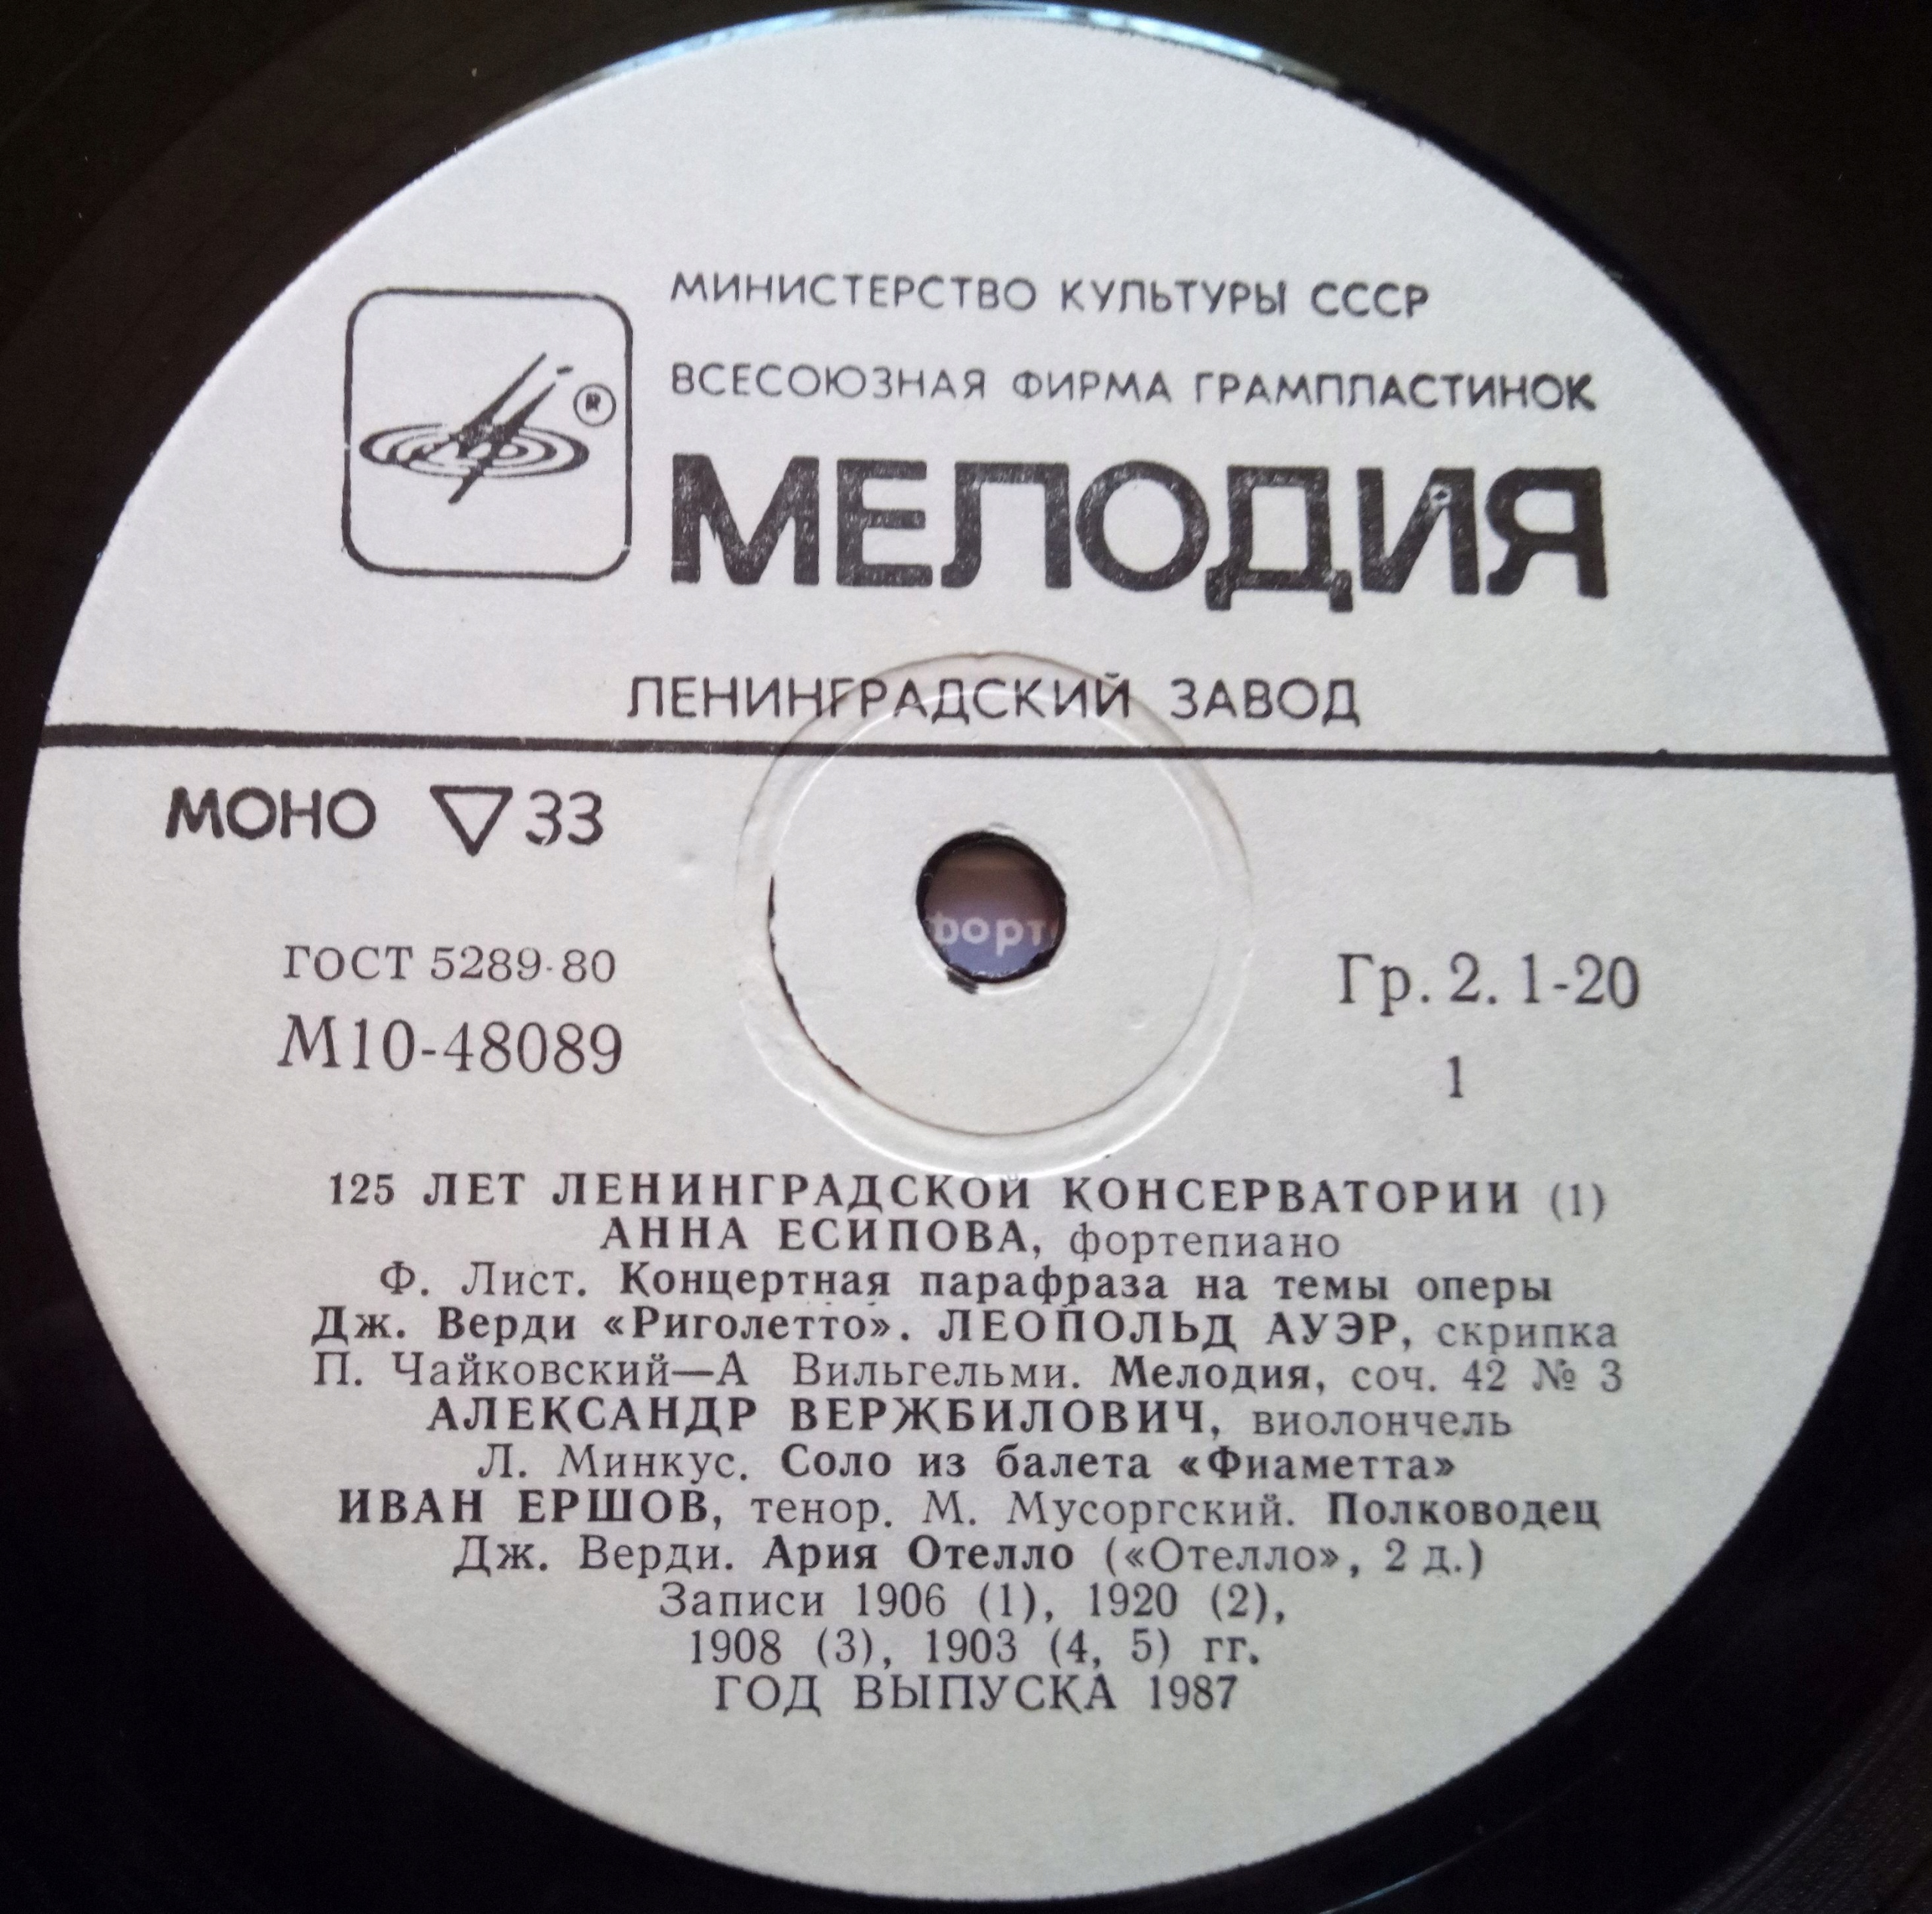 МИНИСТЕРСТВО КУЛЬТУРЫ СССР
ВСЕСОЮЗНАЯ ФИРМА ГРАМПЛАСТИНОК
®
МЕЛОДИЯ
ЛЕНИНГРАДСКИЙ ЗАВОД
МОНО ▽ 33
форт
ГОСТ 5289-80
М10-48089
Гр. 2. 1-20
1
125 ЛЕТ ЛЕНИНГРАДСКОЙ КОНСЕРВАТОРИИ (1)
АННА ЕСИПОВА, фортепиано
Ф. Лист. Концертная парафраза на темы оперы
Дж. Верди «Риголетто». ЛЕОПОЛЬД АУЭР, скрипка
П. Чайковский—А Вильгельми. Мелодия, соч. 42 № 3
АЛЕКСАНДР ВЕРЖБИЛОВИЧ, виолончель
Л. Минкус. Соло из балета «Фиаметта»
ИВАН ЕРШОВ, тенор. М. Мусоргский. Полководец
Дж. Верди. Ария Отелло («Отелло», 2 д.)
Записи 1906 (1), 1920 (2),
1908 (3), 1903 (4, 5) гг.
ГОД ВЫПУСКА 1987